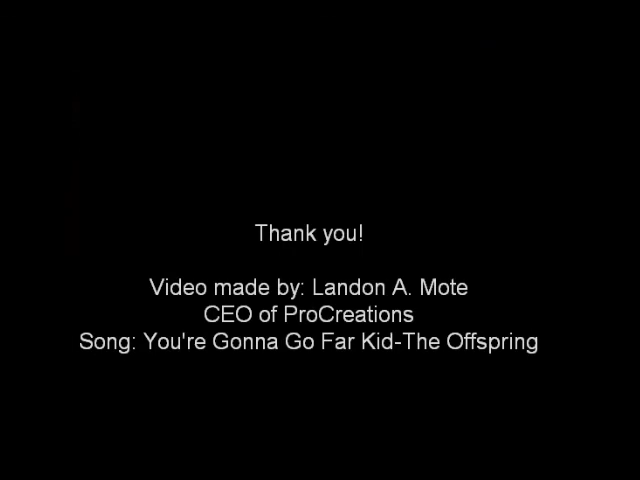 Thank you!
Video made by: Landon A. Mote
CEO of ProCreations
Song: You're Gonna Go Far Kid-The Offspring